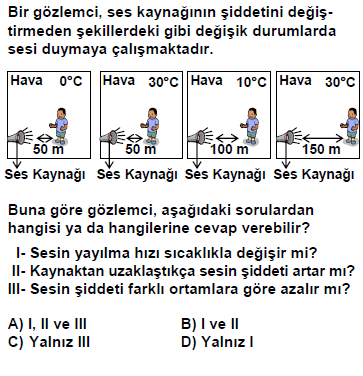 Bir gözlemci, ses kaynağının şiddetini değiş-
tirmeden şekillerdeki gibi değişik durumlarda
sesi duymaya çalışmaktadır.
Hava 0°C Hava 30°C Hava 10°C Hava 30°C
50 m 50 m 100 m 150 m
Ses Kaynağı Ses Kaynağı Ses Kaynağı Ses Kaynağı
Buna göre gözlemci, aşağıdaki sorulardan
hangisi ya da hangilerine cevap verebilir?
I- Sesin yayılma hızı sıcaklıkla değişir mi?
II- Kaynaktan uzaklaştıkça sesin şiddeti artar mı?
III- Sesin şiddeti farklı ortamlara göre azalır mı?
A) I, II ve III B) I ve II
C) Yalnız III D) Yalnız I